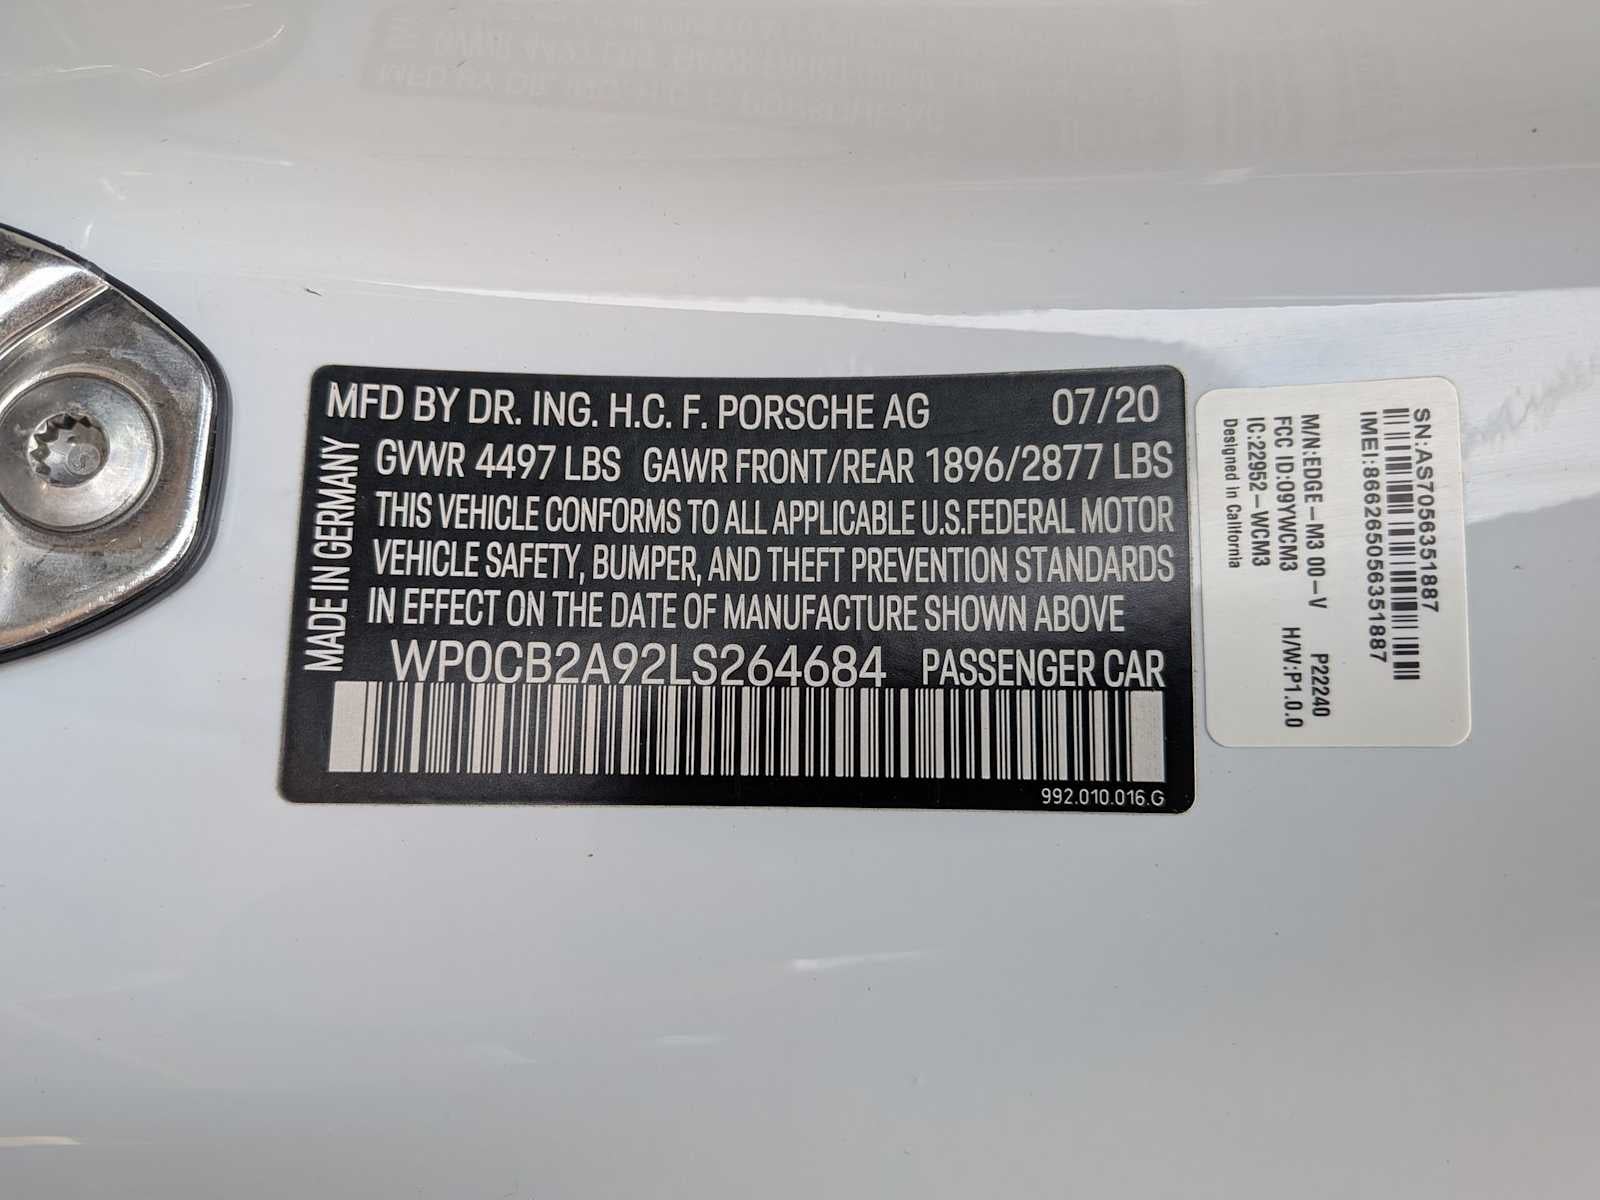 MFD BY DR. ING. H.C. F. PORSCHE AG 07/20
GVWR 4497 LBS GAWR FRONT/REAR 1896/2877 LBS
THIS VEHICLE CONFORMS TO ALL APPLICABLE U.S.FEDERAL MOTOR
VEHICLE SAFETY, BUMPER, AND THEFT PREVENTION STANDARDS
IN EFFECT ON THE DATE OF MANUFACTURE SHOWN ABOVE
WP0CB2A92LS264684 PASSENGER CAR
992.010.016.G
MADE IN GERMANY
SN:AS7056351887
IMEI:866265056351887
M/N:EDGE-M3 00-V P22240
FCC ID:09YWCM3 H/W:P1.0.0
IC:22952-WCM3
Designed in California